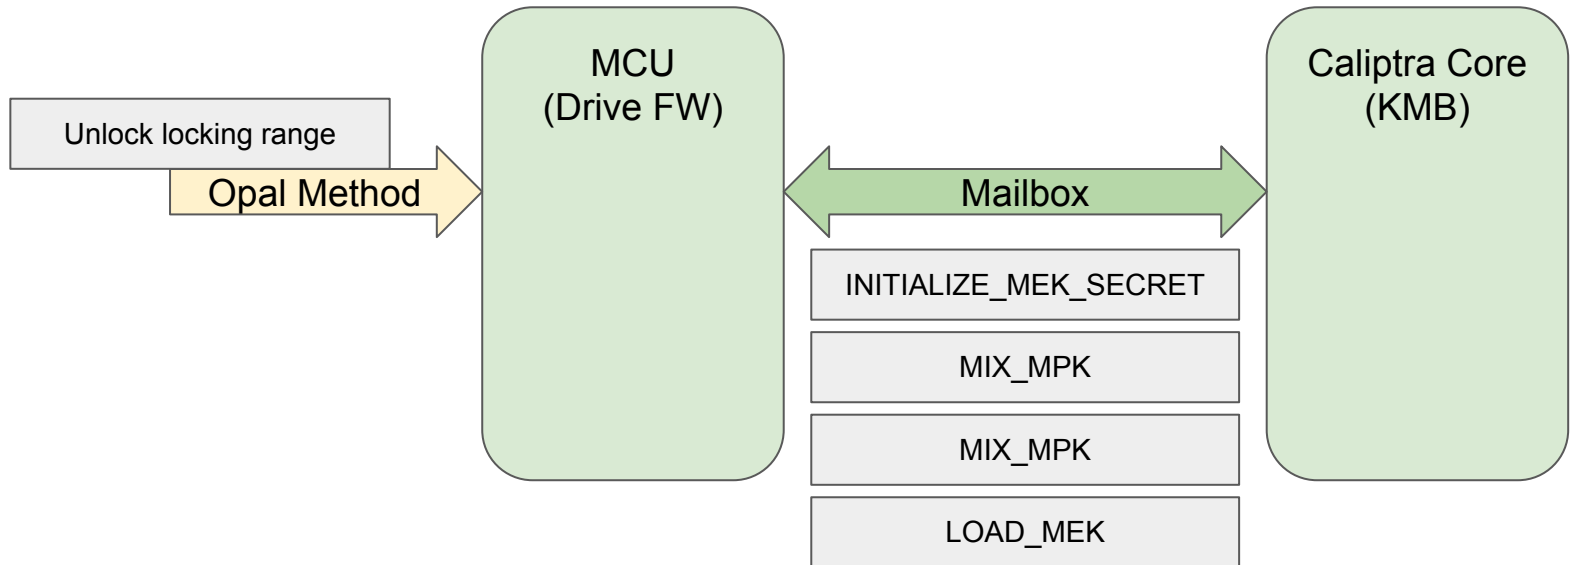 MCU
(Drive FW)
Caliptra Core
(KMB)
Unlock locking range
Opal Method
Mailbox
INITIALIZE_MEK_SECRET
MIX_MPK
MIX_MPK
LOAD_MEK